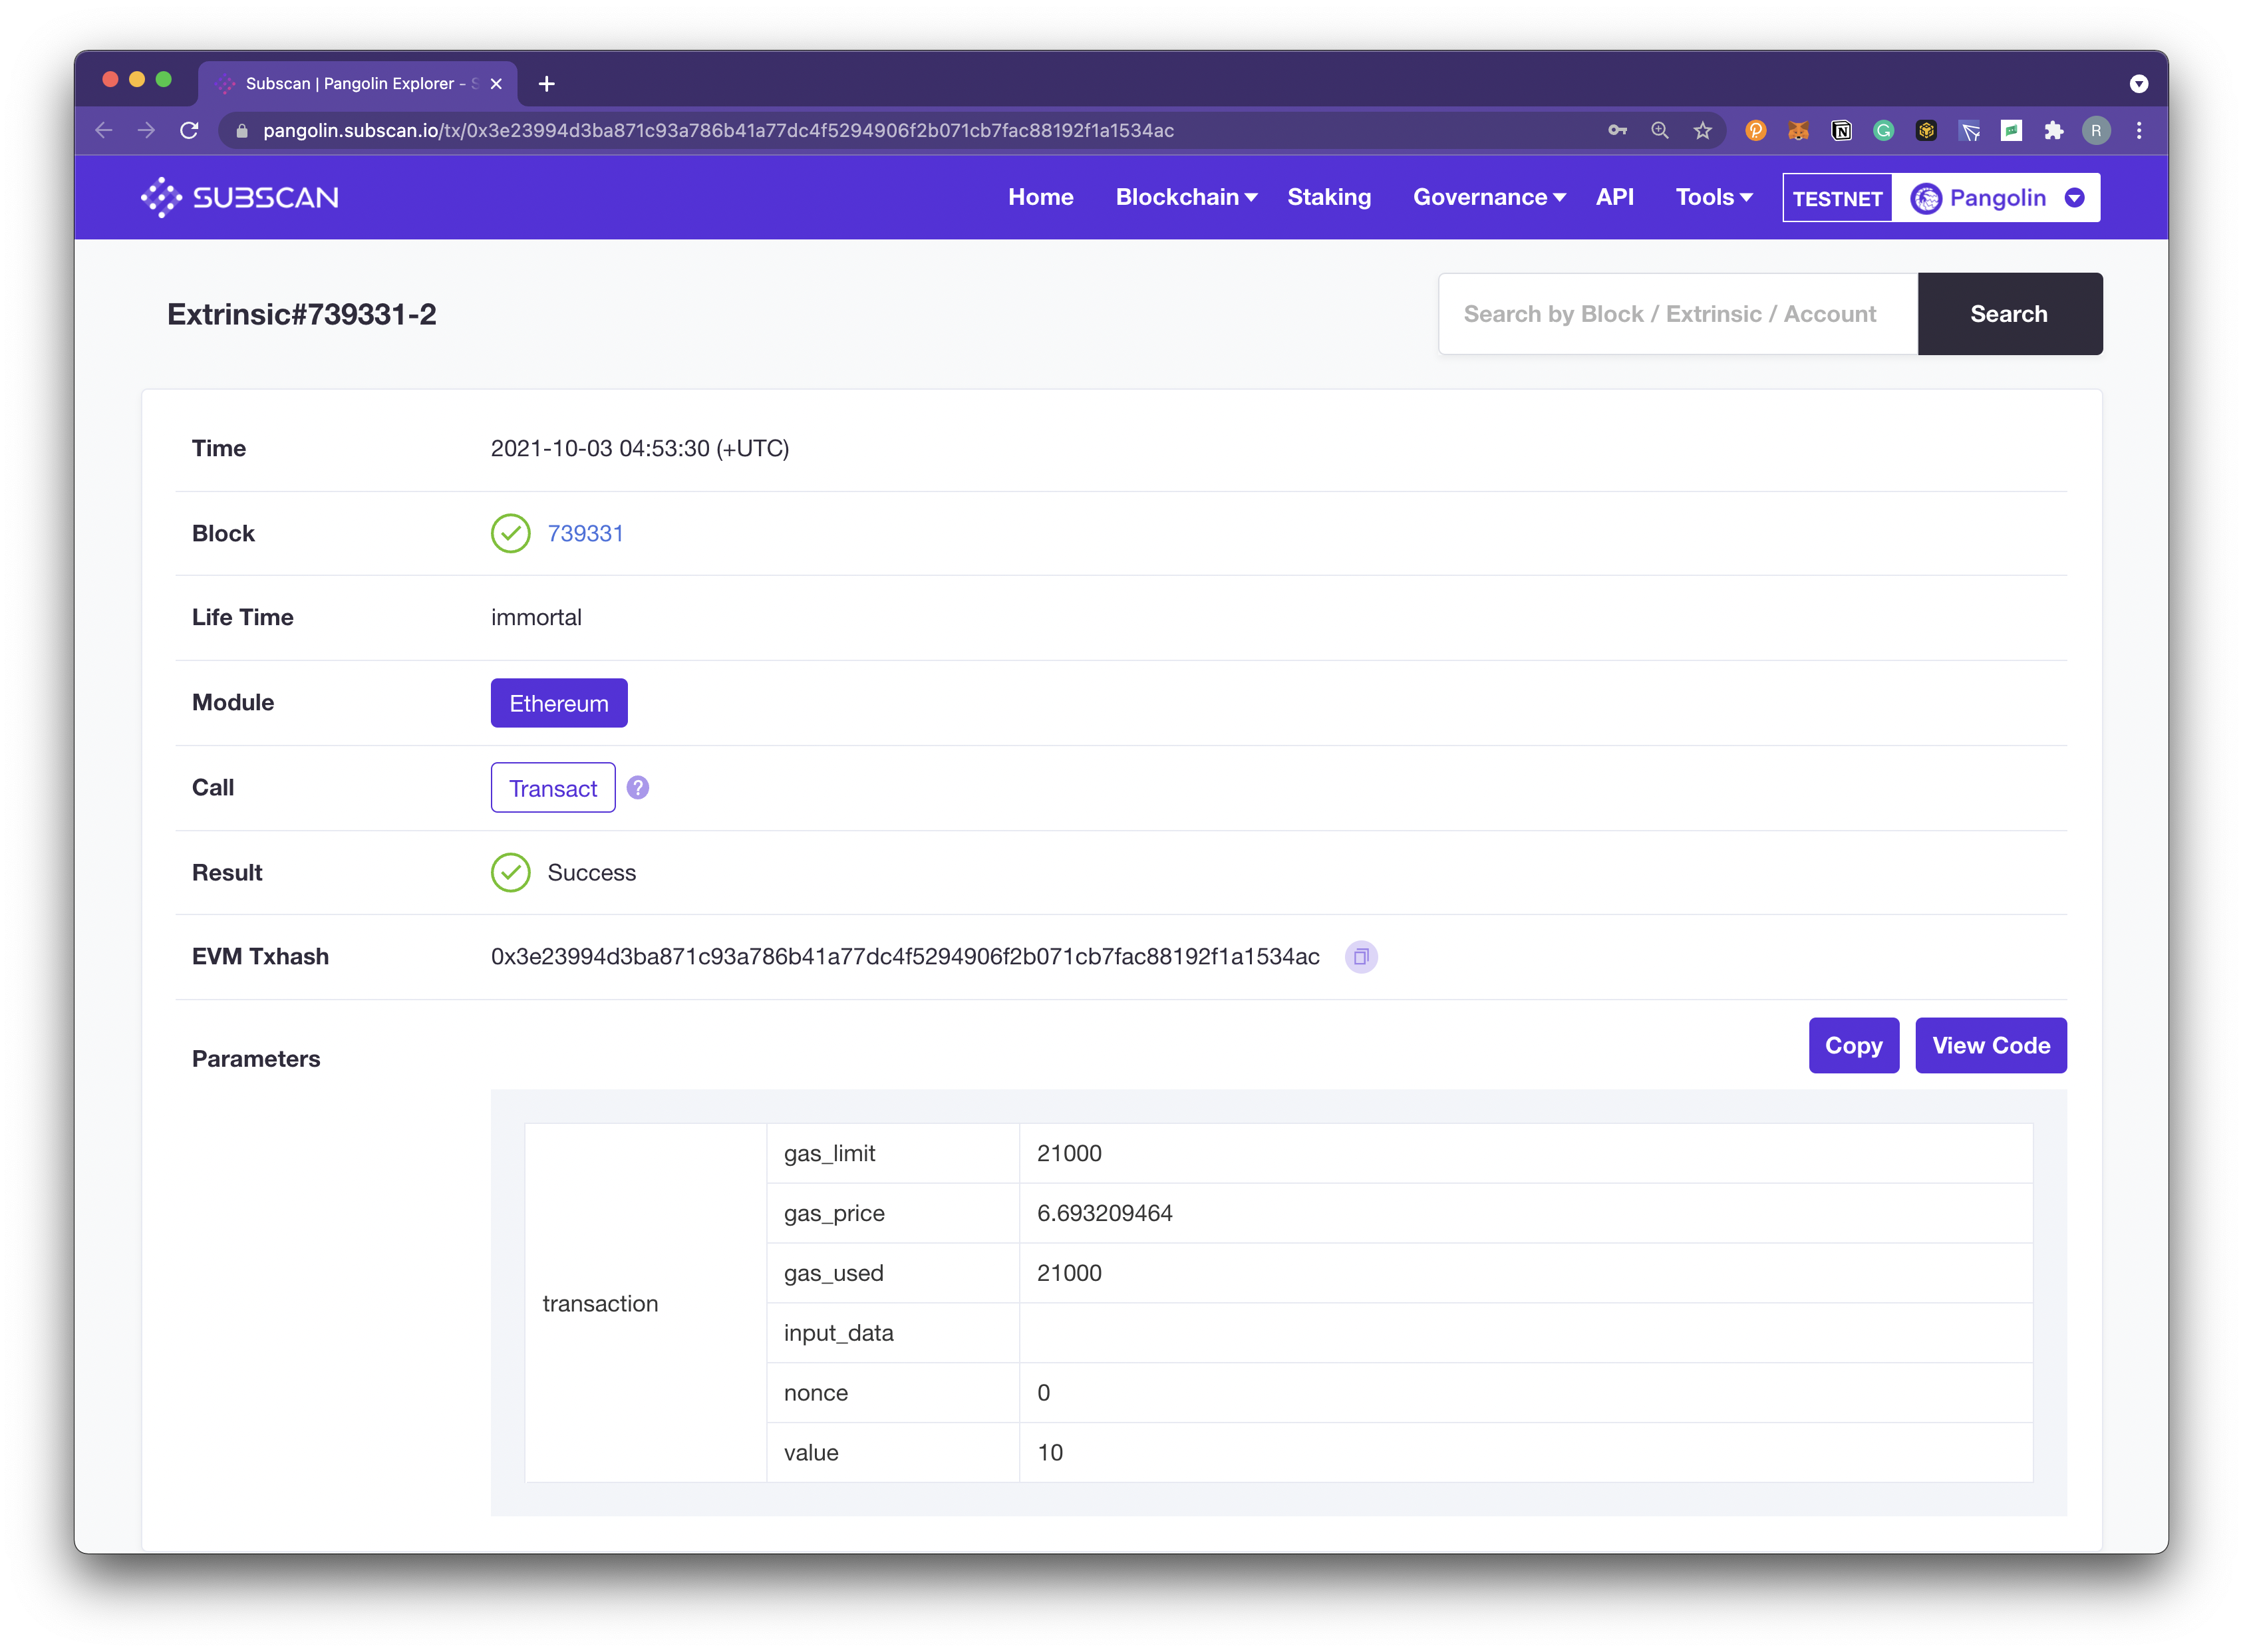 Subscan | Pangolin Explorer - S
pangolin.subscan.io/tx/0x3e23994d3ba871c93a786b41a77dc4f5294906f2b071cb7fac88192f1a1534ac
R
SUBSCAN
Home Blockchain Staking Governance API Tools TESTNET Pangolin
Extrinsic#739331-2
Search by Block / Extrinsic / Account Search
Time 2021-10-03 04:53:30 (+UTC)
Block 739331
Life Time immortal
Module Ethereum
Call Transact ?
Result Success
EVM Txhash 0x3e23994d3ba871c93a786b41a77dc4f5294906f2b071cb7fac88192f1a1534ac
Parameters Copy View Code
transaction
gas_limit 21000
gas_price 6.693209464
gas_used 21000
input_data
nonce 0
value 10